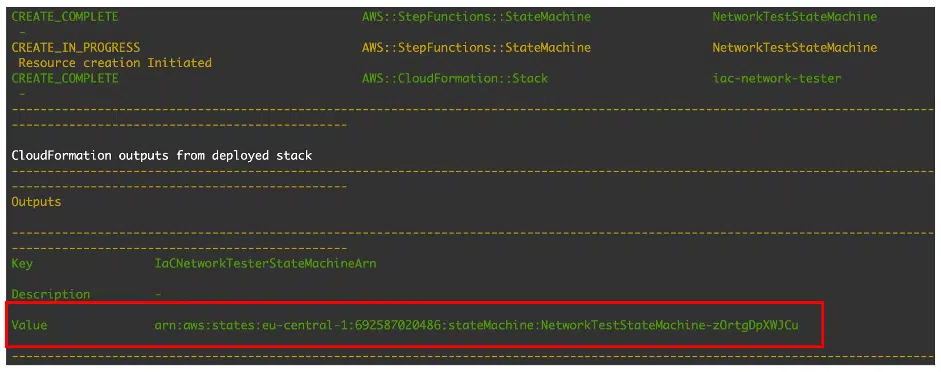 CREATE_COMPLETE AWS::StepFunctions::StateMachine NetworkTestStateMachine
-
CREATE_IN_PROGRESS AWS::StepFunctions::StateMachine NetworkTestStateMachine
Resource creation Initiated
CREATE_COMPLETE AWS::CloudFormation::Stack iac-network-tester
-
-------------------------------------------------------------------------------------------------------------------------------
----------------------------------------------
CloudFormation outputs from deployed stack
-------------------------------------------------------------------------------------------------------------------------------
----------------------------------------------
Outputs
-------------------------------------------------------------------------------------------------------------------------------
----------------------------------------------
Key IaCNetworkTesterStateMachineArn
Description -
Value arn:aws:states:eu-central-1:692587020486:stateMachine:NetworkTestStateMachine-zOrtgDpXWJCu
-------------------------------------------------------------------------------------------------------------------------------